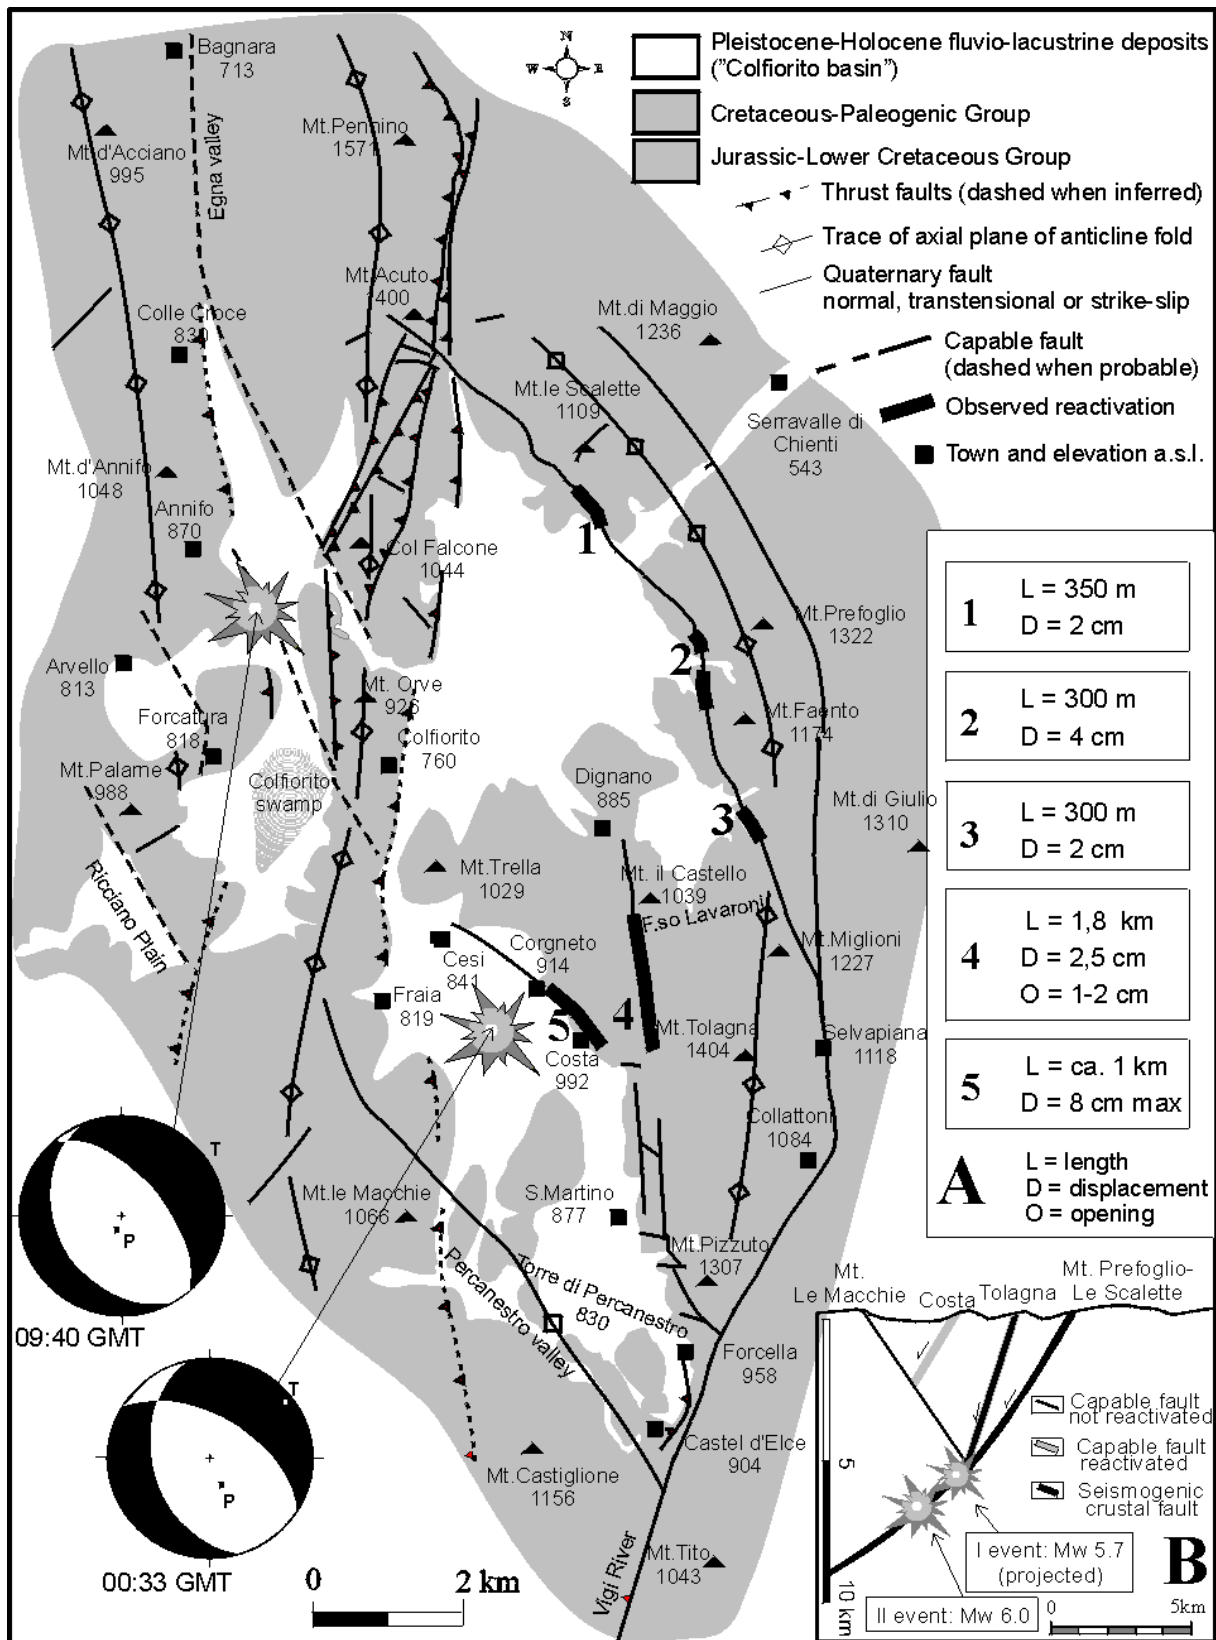 N
W E
S
Pleistocene-Holocene fluvio-lacustrine deposits
("Colfiorito basin")
Cretaceous-Paleogenic Group
Jurassic-Lower Cretaceous Group
Thrust faults (dashed when inferred)
Trace of axial plane of anticline fold
Quaternary fault
normal, transtensional or strike-slip
Capable fault
(dashed when probable)
Observed reactivation
Town and elevation a.s.l.
Bagnara
713
Mt.d'Acciano
995
Egna valley
Mt.Pennino
1571
Mt.Acuto
1400
Colle Croce
830
Mt.di Maggio
1236
Mt.le Scalette
1109
Serravalle di
Chienti
543
Mt.d'Annifo
1048
Annifo
870
1
Col Falcone
1044
Mt.Prefoglio
1322
Arvello
813
2
Mt. Orve
926
Forcatura
818
Colfiorito
760
Mt.Faento
1174
Mt.Palame
988
Colfiorito
swamp
Dignano
885
3
Mt.di Giulio
1310
Mt.Trella
1029
Mt. il Castello
1039
F.so Lavaroni
Ricciano Plain
Cesi
841
Corgneto
914
Mt.Miglioni
1227
Fraia
819
5
4
Costa
992
Mt.Tolagna
1404
Selvapiana
1118
Collattoni
1084
Mt.le Macchie
1066
S.Martino
877
Mt.Pizzuto
1307
Torre di Percanestro
830
Percanestro valley
Forcella
958
Castel d'Elce
904
Mt.Castiglione
1156
Mt.Tito
1043
Vigi River
T
P
09:40 GMT
T
P
00:33 GMT
0 2 km
1
L = 350 m
D = 2 cm
2
L = 300 m
D = 4 cm
3
L = 300 m
D = 2 cm
4
L = 1,8 km
D = 2,5 cm
O = 1-2 cm
5
L = ca. 1 km
D = 8 cm max
A
L = length
D = displacement
O = opening
Mt.
Le Macchie
Costa
Tolagna
Mt. Prefoglio-
Le Scalette
Capable fault
not reactivated
Capable fault
reactivated
Seismogenic
crustal fault
5
10 km
I event: Mw 5.7
(projected)
II event: Mw 6.0
B
0 5km